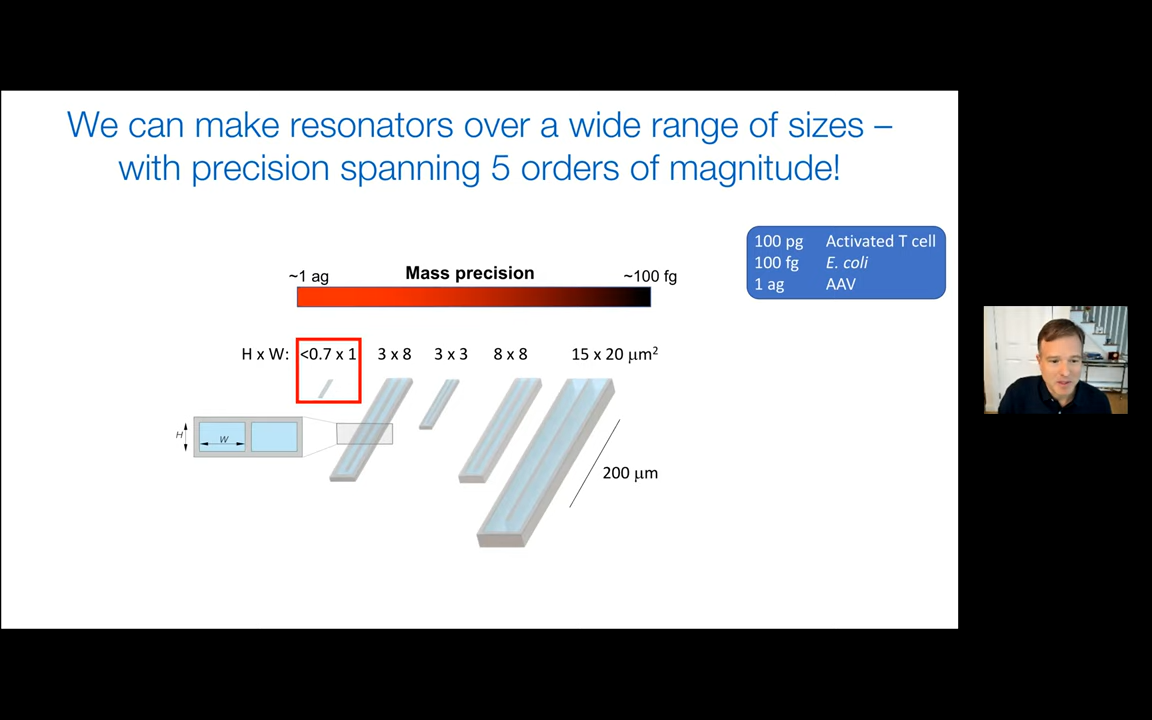 We can make resonators over a wide range of sizes –
with precision spanning 5 orders of magnitude!
100 pg Activated T cell
100 fg E. coli
1 ag AAV
~1 ag Mass precision ~100 fg
H x W: <0.7 x 1 3 x 8 3 x 3 8 x 8 15 x 20 μm²
H W
200 μm